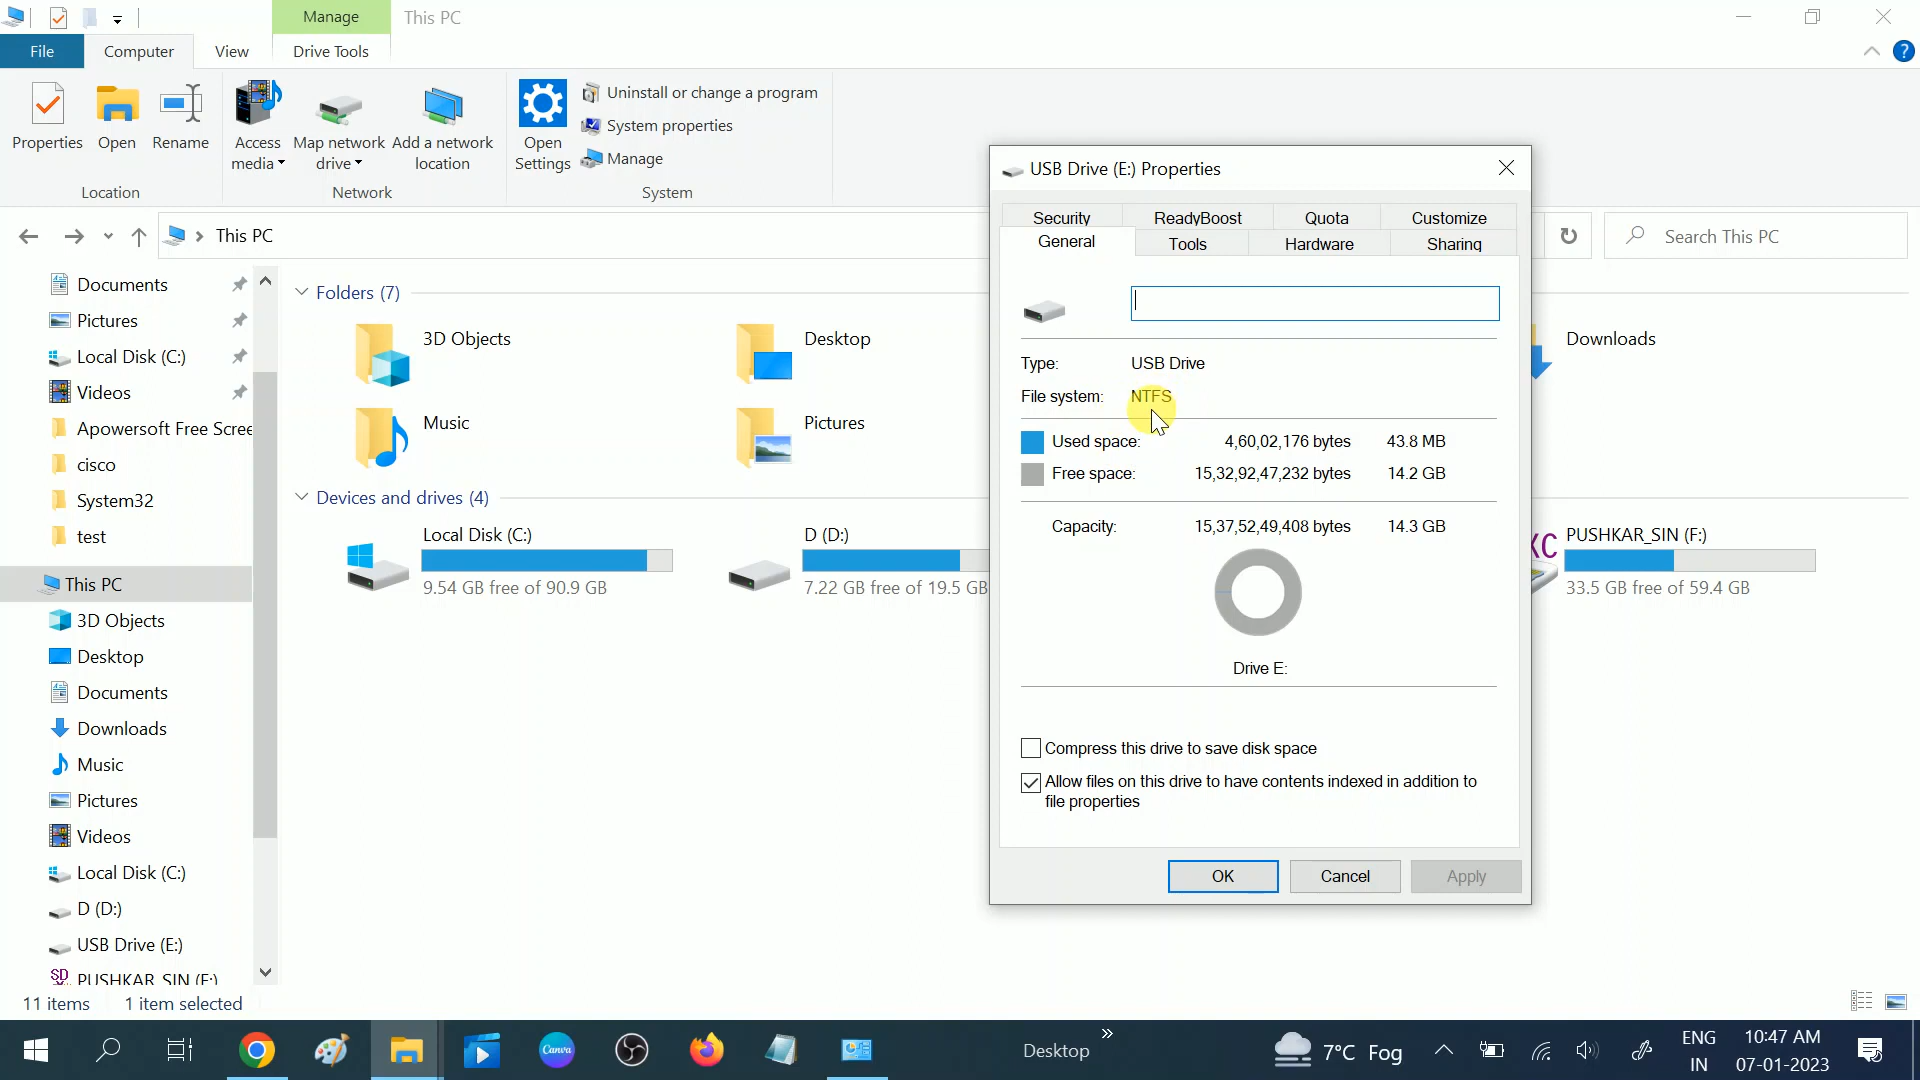 Manage
This PC
File
Computer
View
Drive Tools
Properties
Open
Rename
Access media
Map network drive
Add a network location
Open Settings
Uninstall or change a program
System properties
Manage
Location
Network
System
This PC
Search This PC
Documents
Pictures
Local Disk (C:)
Videos
Apowersoft Free Scree
cisco
System32
test
This PC
3D Objects
Desktop
Documents
Downloads
Music
Pictures
Videos
Local Disk (C:)
D (D:)
USB Drive (E:)
PUSHKAR_SIN (F:)
Folders (7)
3D Objects
Desktop
Downloads
Music
Pictures
Devices and drives (4)
Local Disk (C:)
9.54 GB free of 90.9 GB
D (D:)
7.22 GB free of 19.5 GB
XC
PUSHKAR_SIN (F:)
33.5 GB free of 59.4 GB
USB Drive (E:) Properties
Security
ReadyBoost
Quota
Customize
General
Tools
Hardware
Sharing
Type: USB Drive
File system: NTFS
Used space: 4,60,02,176 bytes 43.8 MB
Free space: 15,32,92,47,232 bytes 14.2 GB
Capacity: 15,37,52,49,408 bytes 14.3 GB
Drive E:
Compress this drive to save disk space
Allow files on this drive to have contents indexed in addition to
file properties
OK
Cancel
Apply
11 items
1 item selected
Canva
Desktop
7°C Fog
ENG
IN
10:47 AM
07-01-2023